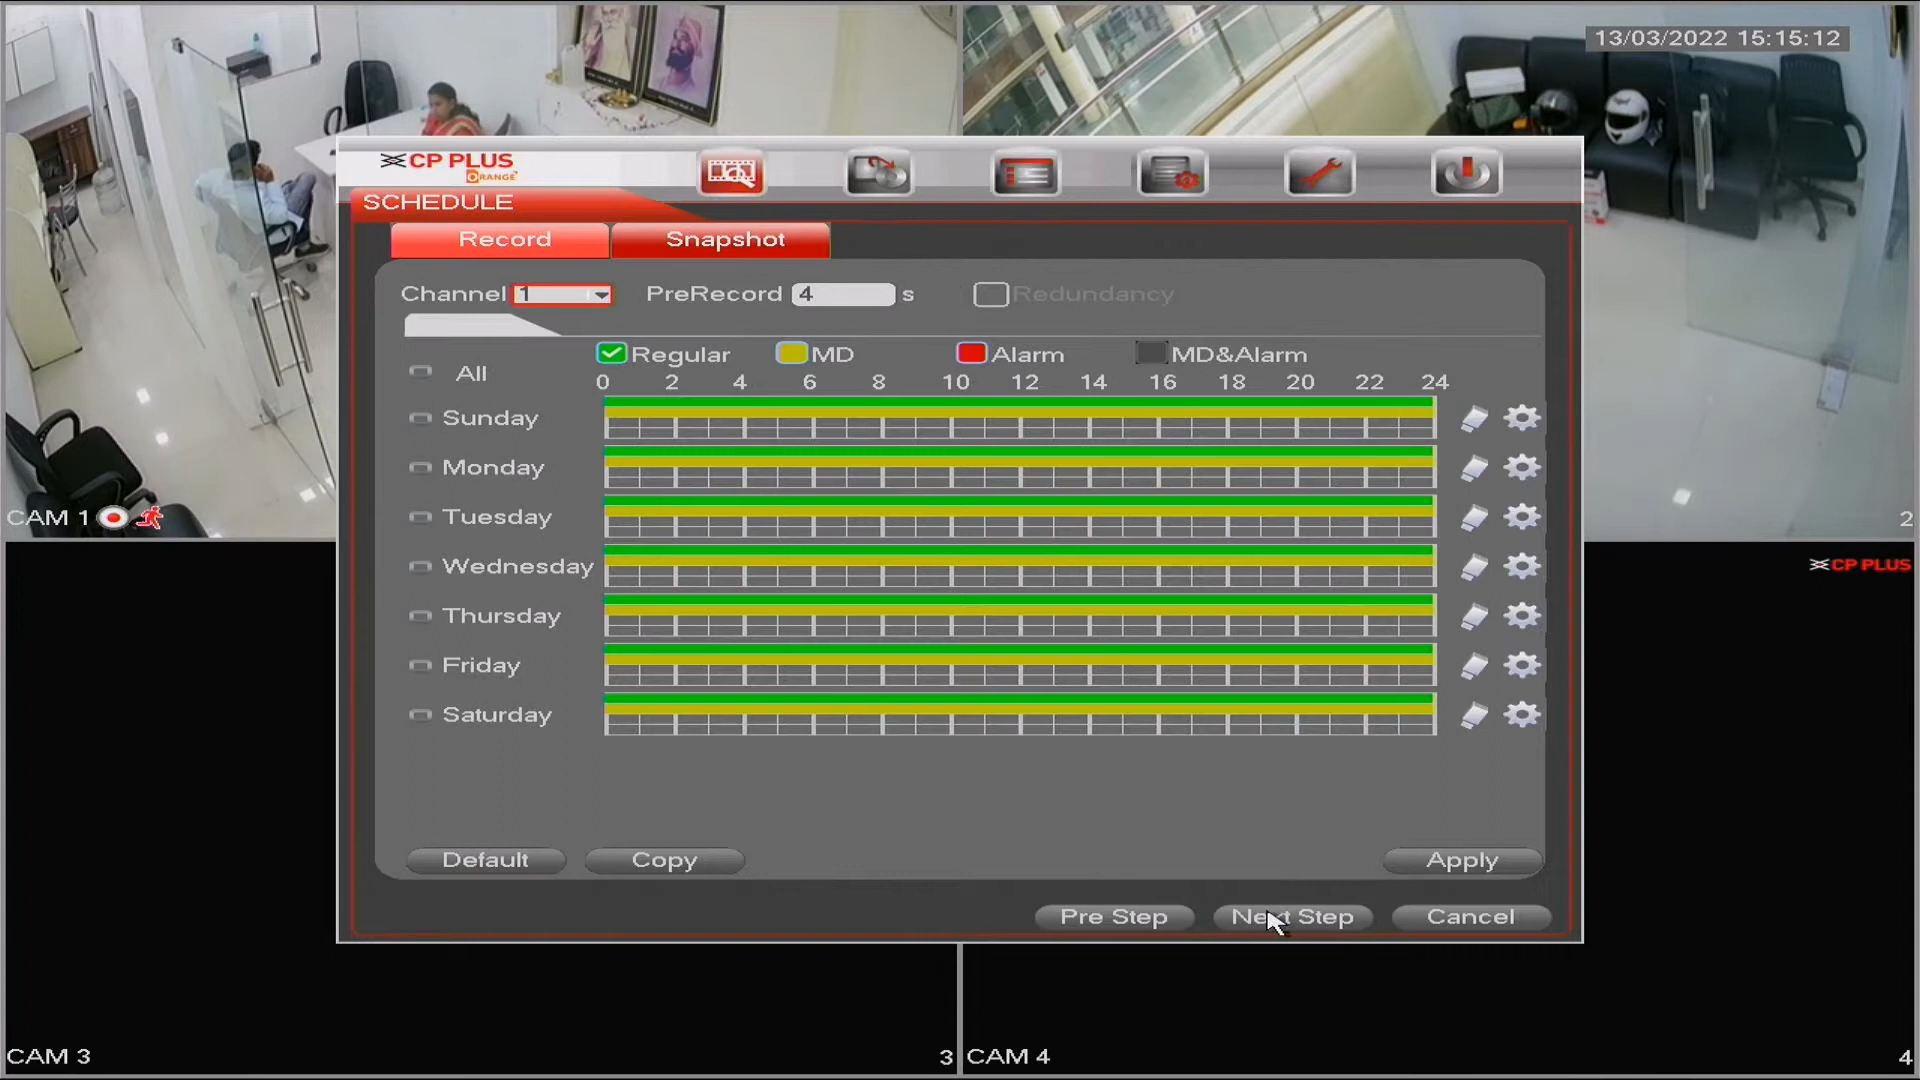 13/03/2022 15:15:12
CP PLUS
ORANGE
SCHEDULE
Record
Snapshot
Channel 1
PreRecord 4 s
Redundancy
Regular MD Alarm MD&Alarm
All
0 2 4 6 8 10 12 14 16 18 20 22 24
Sunday
Monday
Tuesday
Wednesday
Thursday
Friday
Saturday
Default
Copy
Apply
Pre Step
Next Step
Cancel
CAM 1
2
CP PLUS
CAM 3
3
CAM 4
4